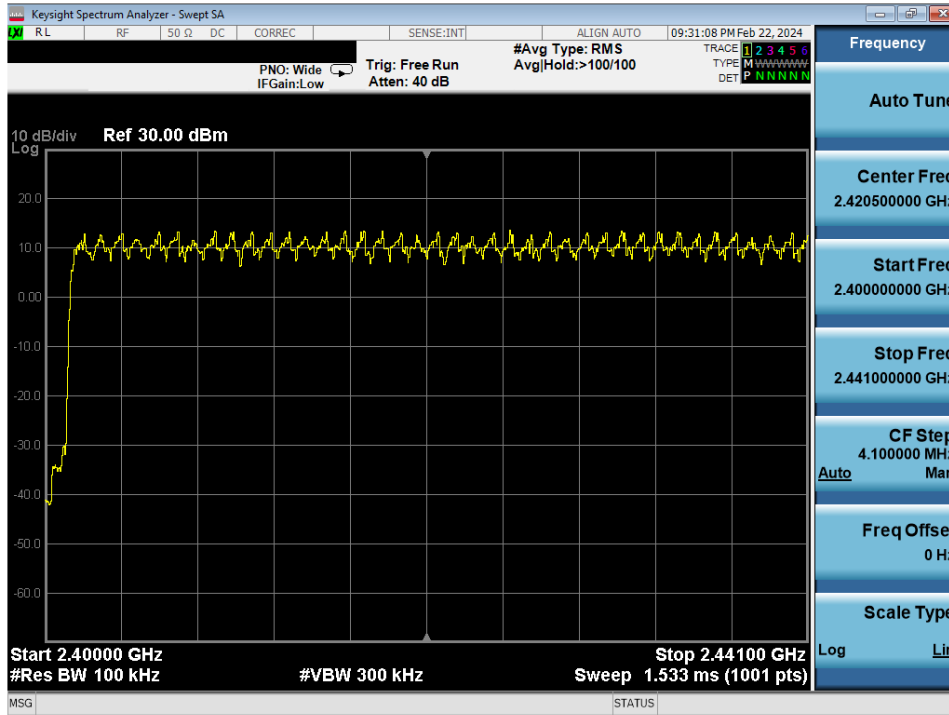 LXI Keysight Spectrum Analyzer - Swept SA
RL RF 50 Ω DC CORREC SENSE:INT ALIGN AUTO 09:31:08 PM Feb 22, 2024
PNO: Wide
IFGain:Low
Trig: Free Run
Atten: 40 dB
#Avg Type: RMS
Avg|Hold:>100/100
TRACE 1 2 3 4 5 6
TYPE M WWWWW
DET P N N N N N
10 dB/div
Log
Ref 30.00 dBm
20.0
10.0
0.00
-10.0
-20.0
-30.0
-40.0
-50.0
-60.0
Start 2.40000 GHz
#Res BW 100 kHz
#VBW 300 kHz
Stop 2.44100 GHz
Sweep 1.533 ms (1001 pts)
MSG
STATUS
Frequency
Auto Tune
Center Freq
2.420500000 GHz
Start Freq
2.400000000 GHz
Stop Freq
2.441000000 GHz
CF Step
4.100000 MHz
Auto Man
Freq Offset
0 Hz
Scale Type
Log Lin